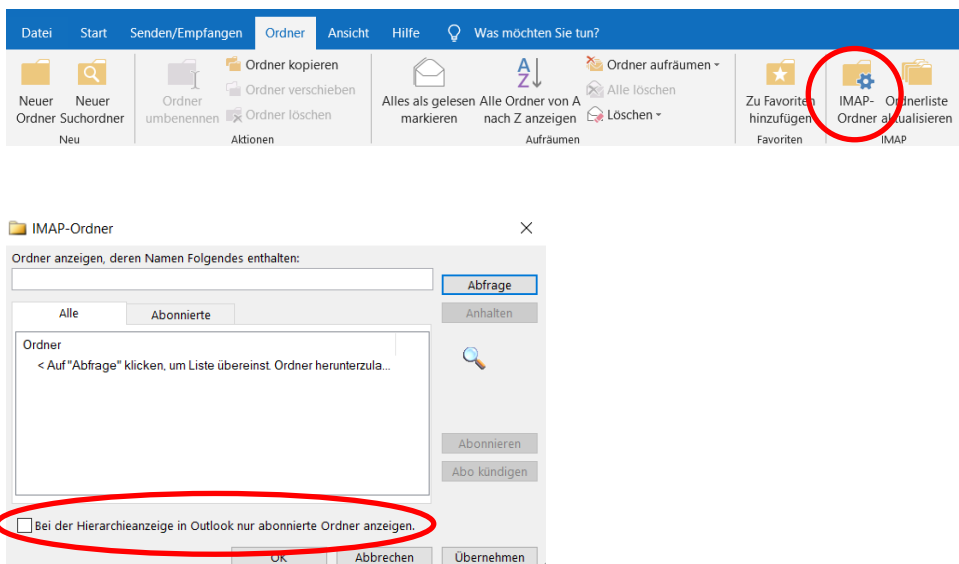 Datei Start Senden/Empfangen Ordner Ansicht Hilfe Was möchten Sie tun?
Neuer Ordner
Neuer Suchordner
Neu
Ordner umbenennen
Ordner kopieren
Ordner verschieben
Ordner löschen
Aktionen
Alles als gelesen markieren
Alle Ordner von A nach Z anzeigen
Ordner aufräumen
Alle löschen
Löschen
Aufräumen
Zu Favoriten hinzufügen
Favoriten
IMAP-Ordner
Ordnerliste aktualisieren
IMAP
IMAP-Ordner
Ordner anzeigen, deren Namen Folgendes enthalten:
Abfrage
Alle Abonnierte
Anhalten
Ordner
< Auf "Abfrage" klicken, um Liste übereinst. Ordner herunterzula...
Abonnieren
Abo kündigen
Bei der Hierarchieanzeige in Outlook nur abonnierte Ordner anzeigen.
OK Abbrechen Übernehmen